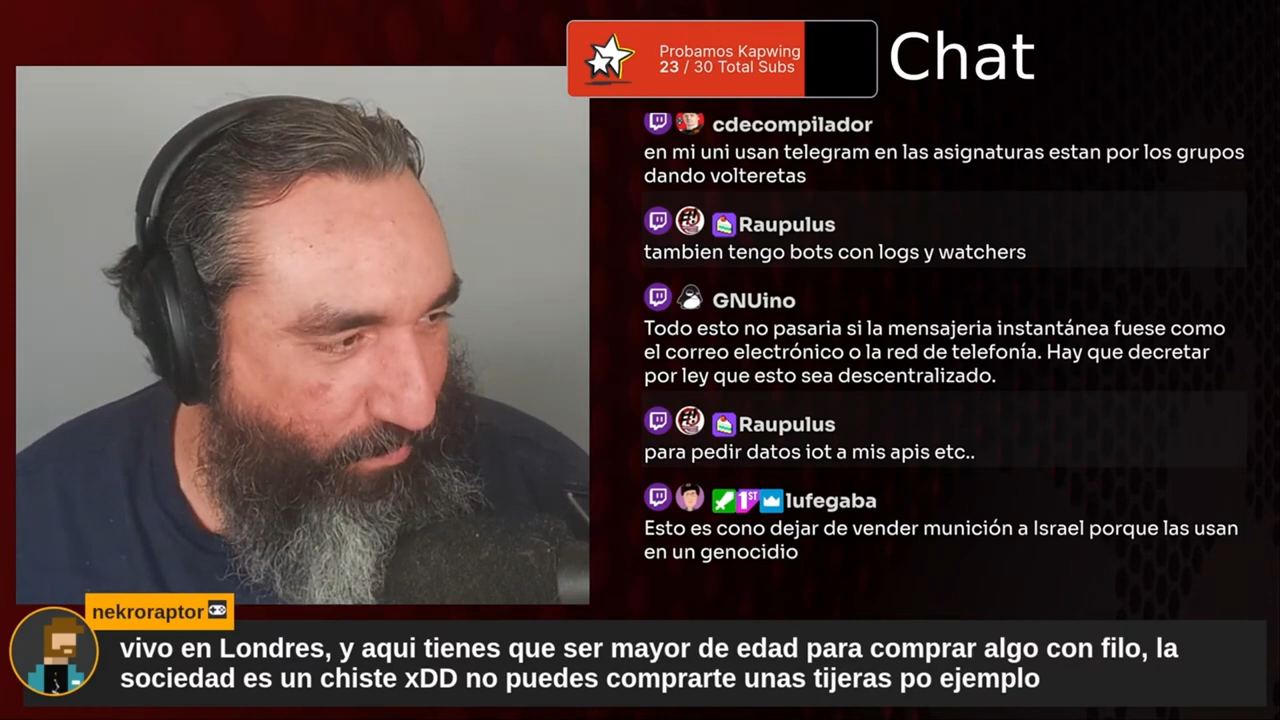 Probamos Kapwing
23 / 30 Total Subs
Chat
cdecompilador
en mi uni usan telegram en las asignaturas estan por los grupos
dando volteretas
Raupulus
tambien tengo bots con logs y watchers
GNUino
Todo esto no pasaria si la mensajeria instantánea fuese como
el correo electrónico o la red de telefonía. Hay que decretar
por ley que esto sea descentralizado.
Raupulus
para pedir datos iot a mis apis etc..
1ST lufegaba
Esto es cono dejar de vender munición a Israel porque las usan
en un genocidio
nekroraptor
vivo en Londres, y aqui tienes que ser mayor de edad para comprar algo con filo, la
sociedad es un chiste xDD no puedes comprarte unas tijeras po ejemplo